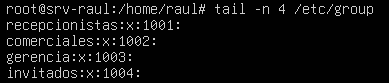 root@srv-raul:/home/raul# tail -n 4 /etc/group
recepcionistas:x:1001:
comerciales:x:1002:
gerencia:x:1003:
invitados:x:1004: